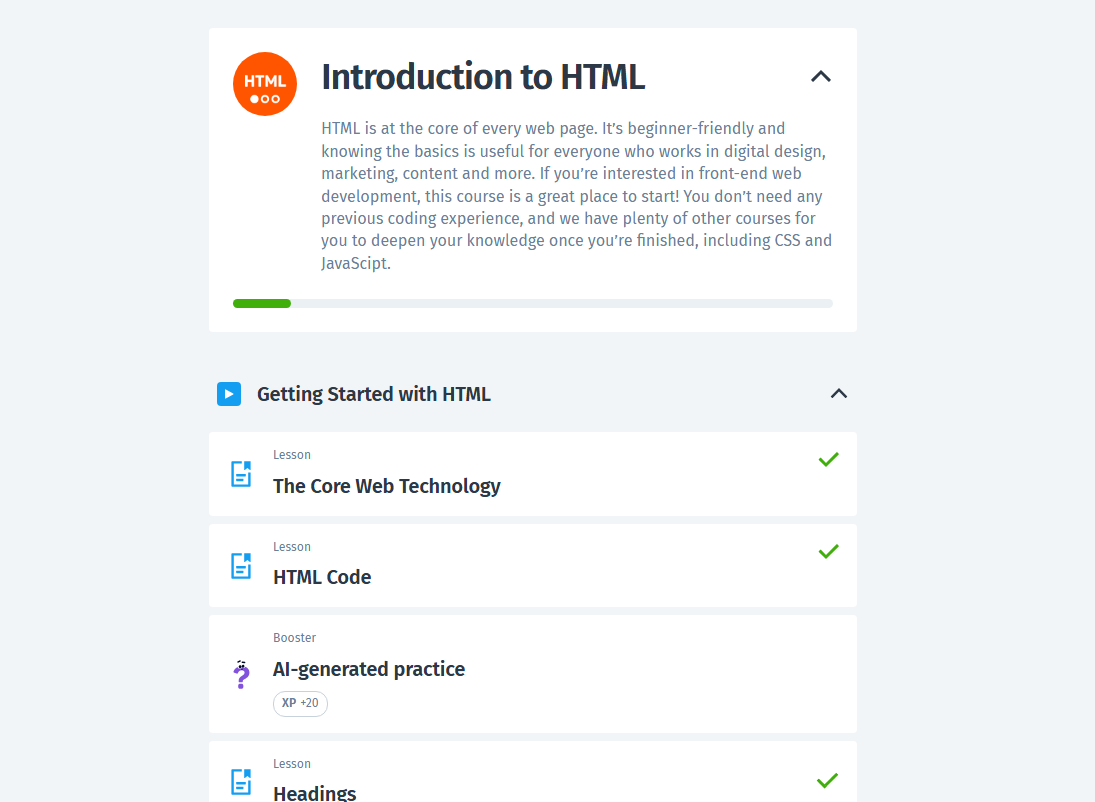 HTML
Introduction to HTML
HTML is at the core of every web page. It’s beginner-friendly and
knowing the basics is useful for everyone who works in digital design,
marketing, content and more. If you’re interested in front-end web
development, this course is a great place to start! You don’t need any
previous coding experience, and we have plenty of other courses for
you to deepen your knowledge once you’re finished, including CSS and
JavaScipt.
Getting Started with HTML
Lesson
The Core Web Technology
Lesson
HTML Code
Booster
AI-generated practice
XP +20
Lesson
Headings